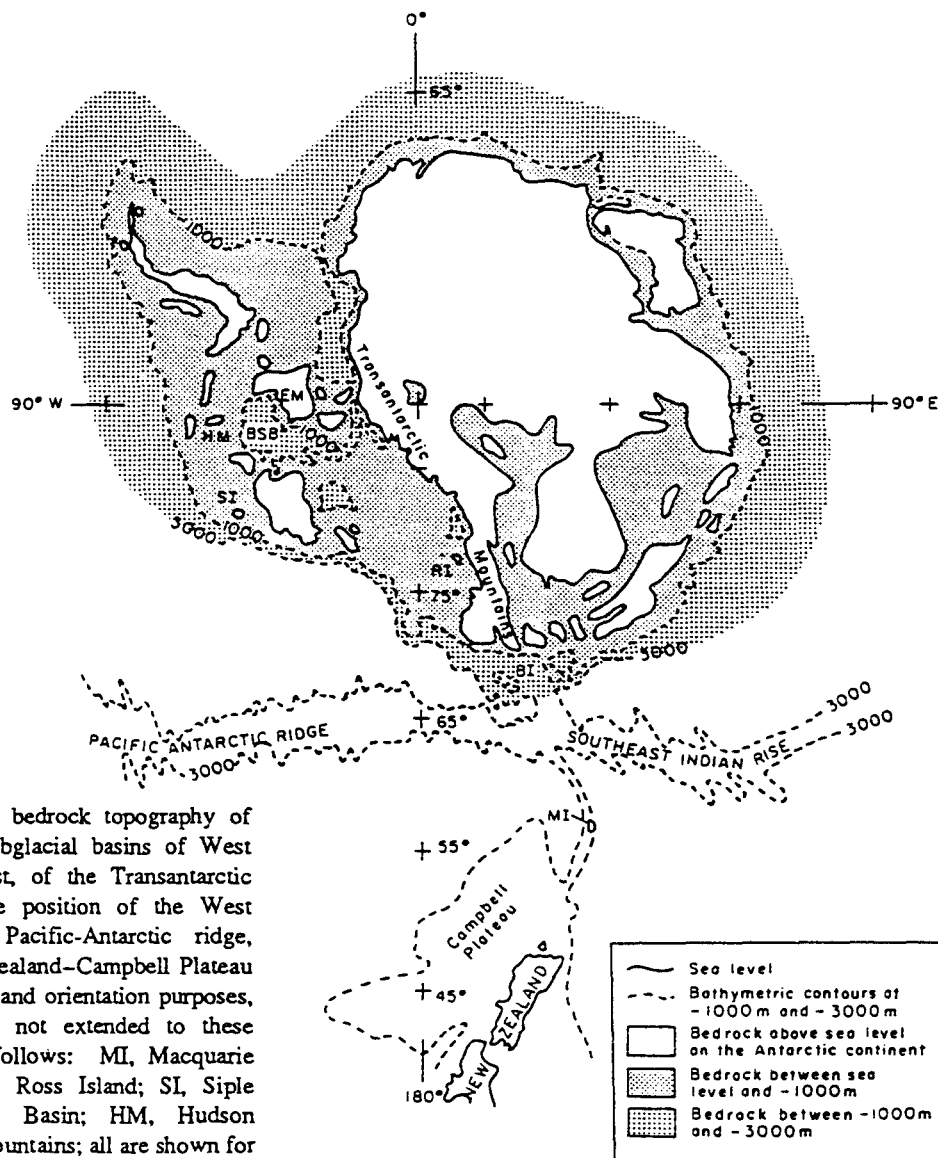 0°
65°
1000
Transantarctic
Mountains
90° W
90° E
EM
HM
BSB
1000
1000
SI
3000
1000
RI
75°
BI
3000
65°
PACIFIC ANTARCTIC RIDGE
3000
SOUTHEAST INDIAN RISE
3000
3000
MI
55°
Campbell
Plateau
45°
NEW ZEALAND
180°
bedrock topography of
bglacial basins of West
st, of the Transantarctic
e position of the West
Pacific-Antarctic ridge,
ealand–Campbell Plateau
and orientation purposes,
not extended to these
ollows: MI, Macquarie
Ross Island; SI, Siple
Basin; HM, Hudson
ountains; all are shown for
Sea level
Bathymetric contours at
-1000m and -3000m
Bedrock above sea level
on the Antarctic continent
Bedrock between sea
level and -1000m
Bedrock between -1000m
and -3000m